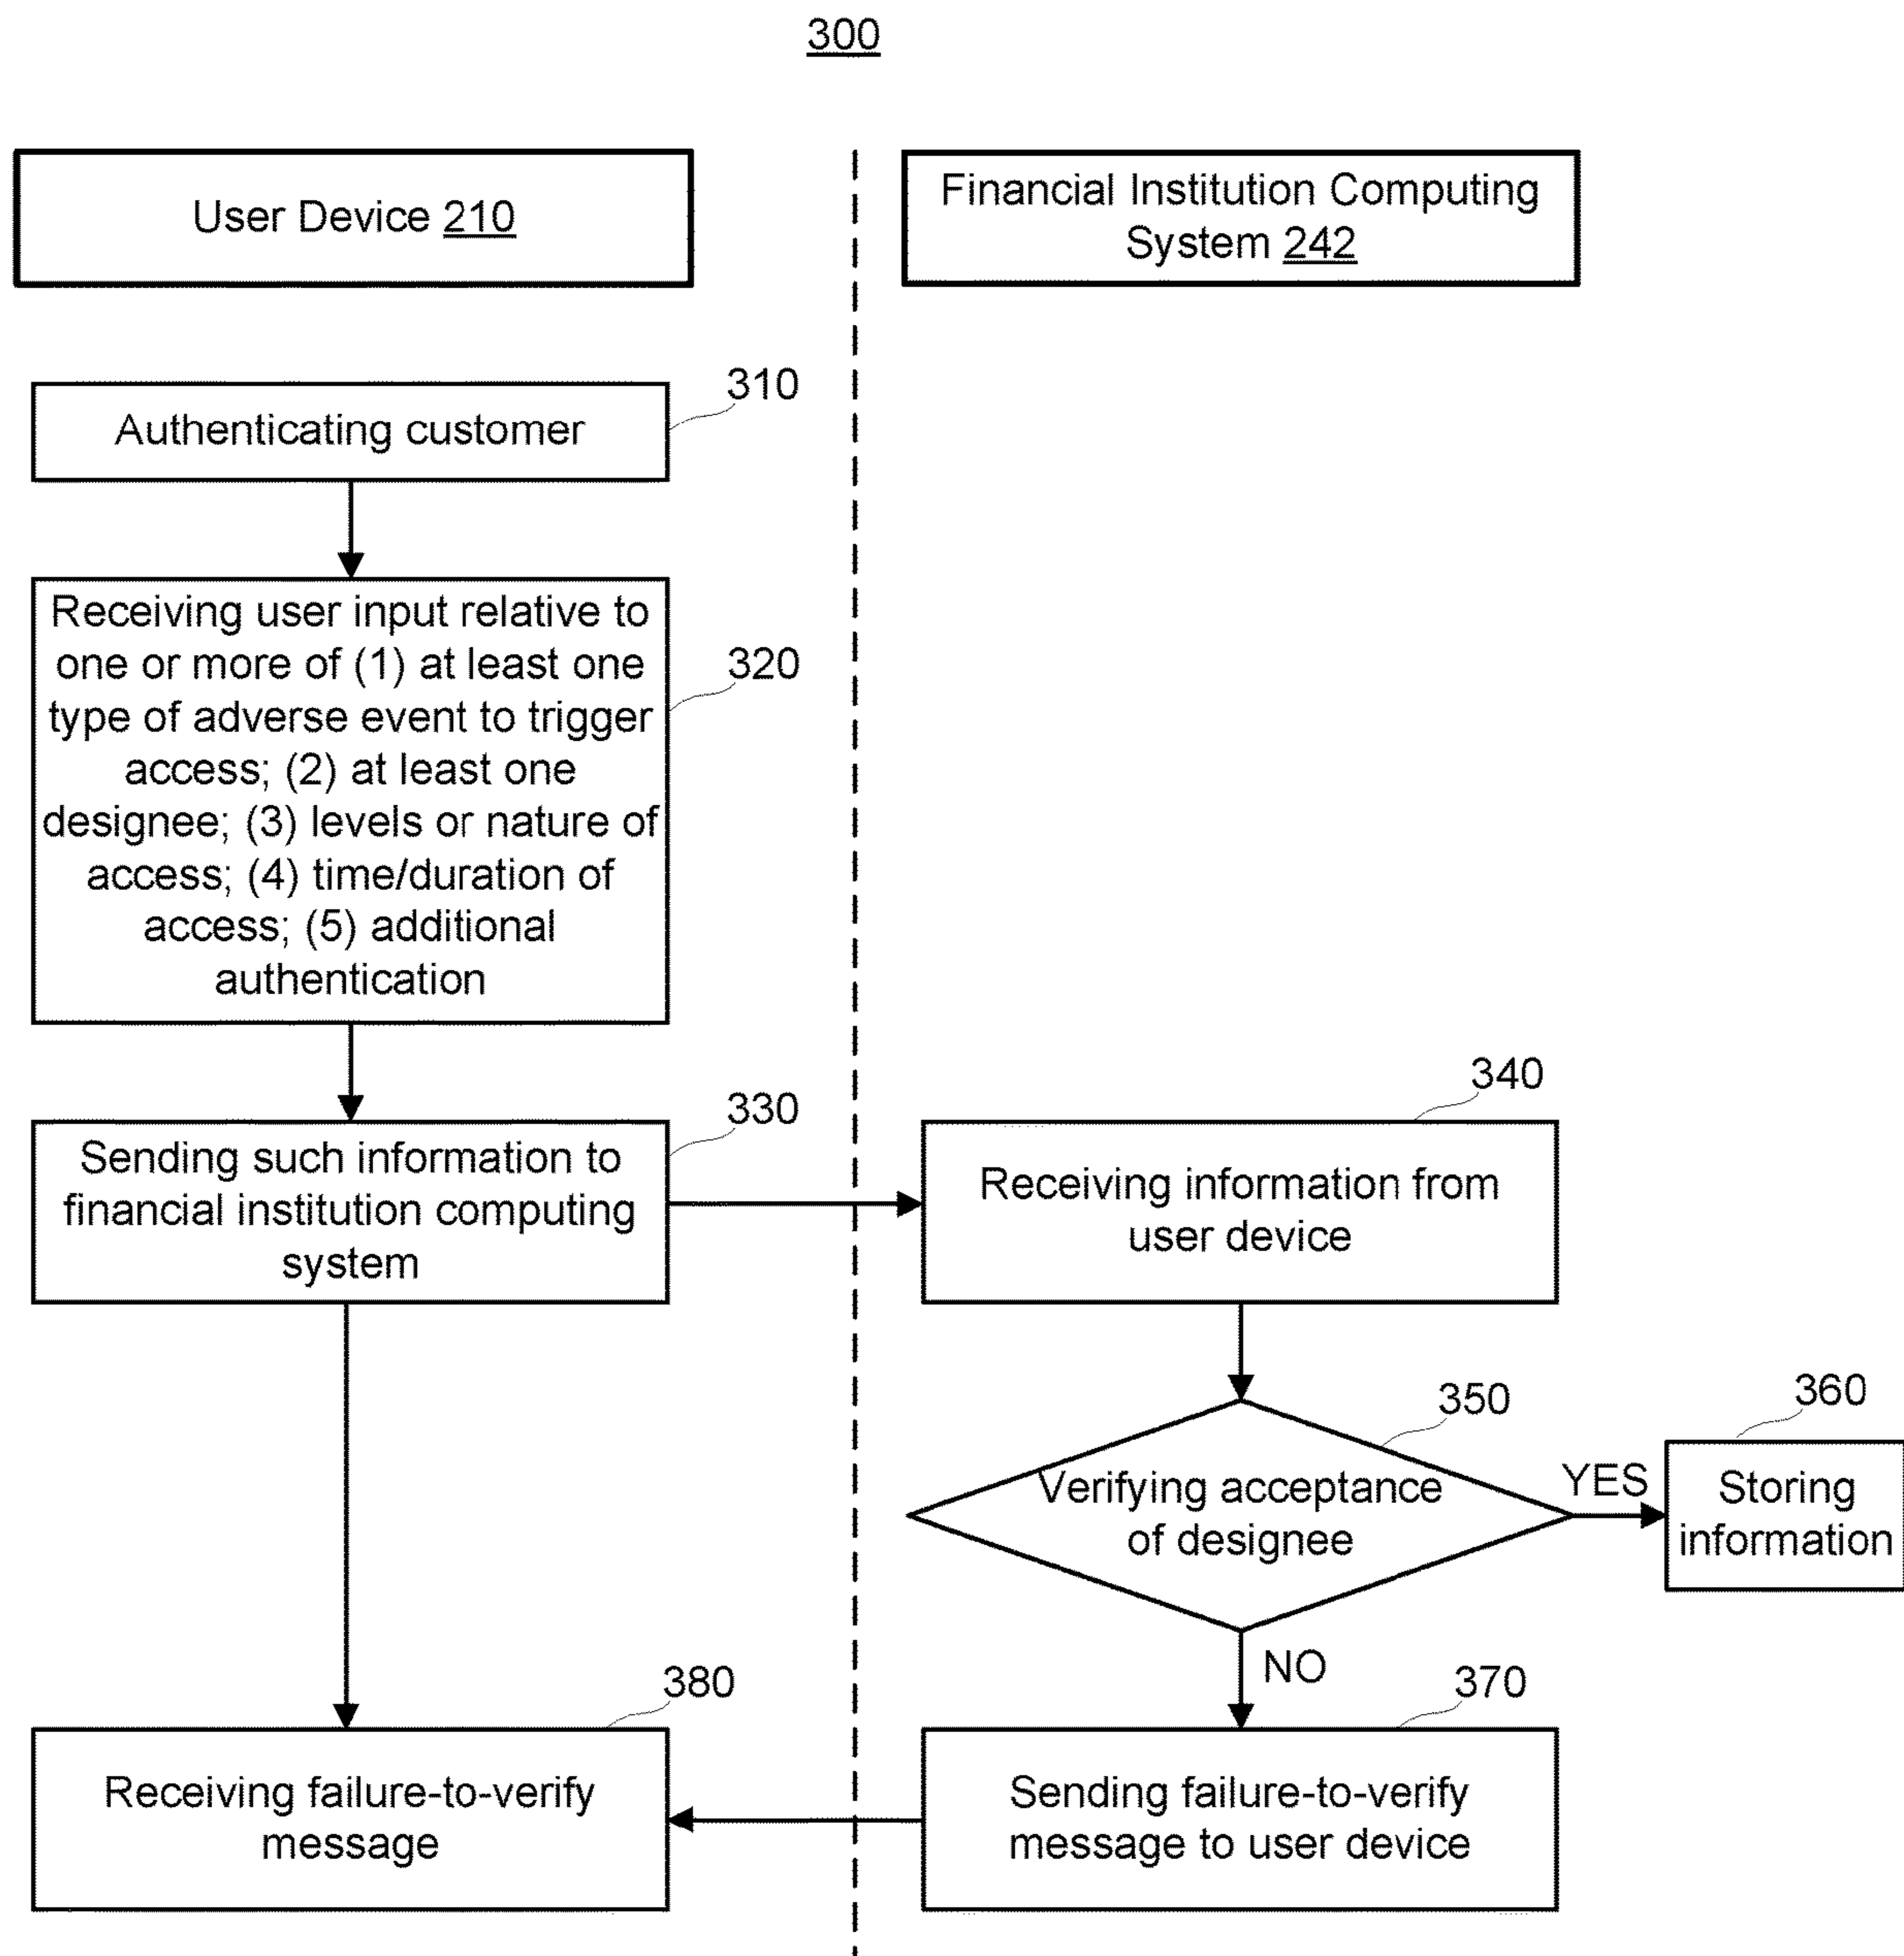 300
User Device 210
Financial Institution Computing
System 242
310
Authenticating customer
320
Receiving user input relative to
one or more of (1) at least one
type of adverse event to trigger
access; (2) at least one
designee; (3) levels or nature of
access; (4) time/duration of
access; (5) additional
authentication
330
Sending such information to
financial institution computing
system
340
Receiving information from
user device
350
Verifying acceptance
of designee
YES
360
Storing
information
NO
370
Sending failure-to-verify
message to user device
380
Receiving failure-to-verify
message